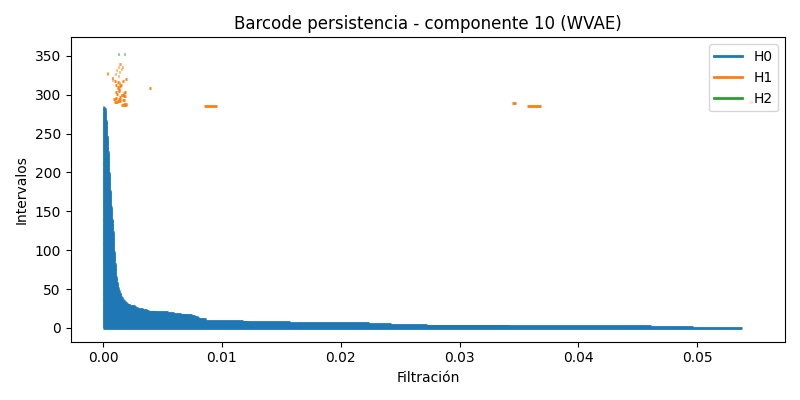 Barcode persistencia - componente 10 (WVAE)
H0
H1
H2
Intervalos
350
300
250
200
150
100
50
0
0.00 0.01 0.02 0.03 0.04 0.05
Filtración